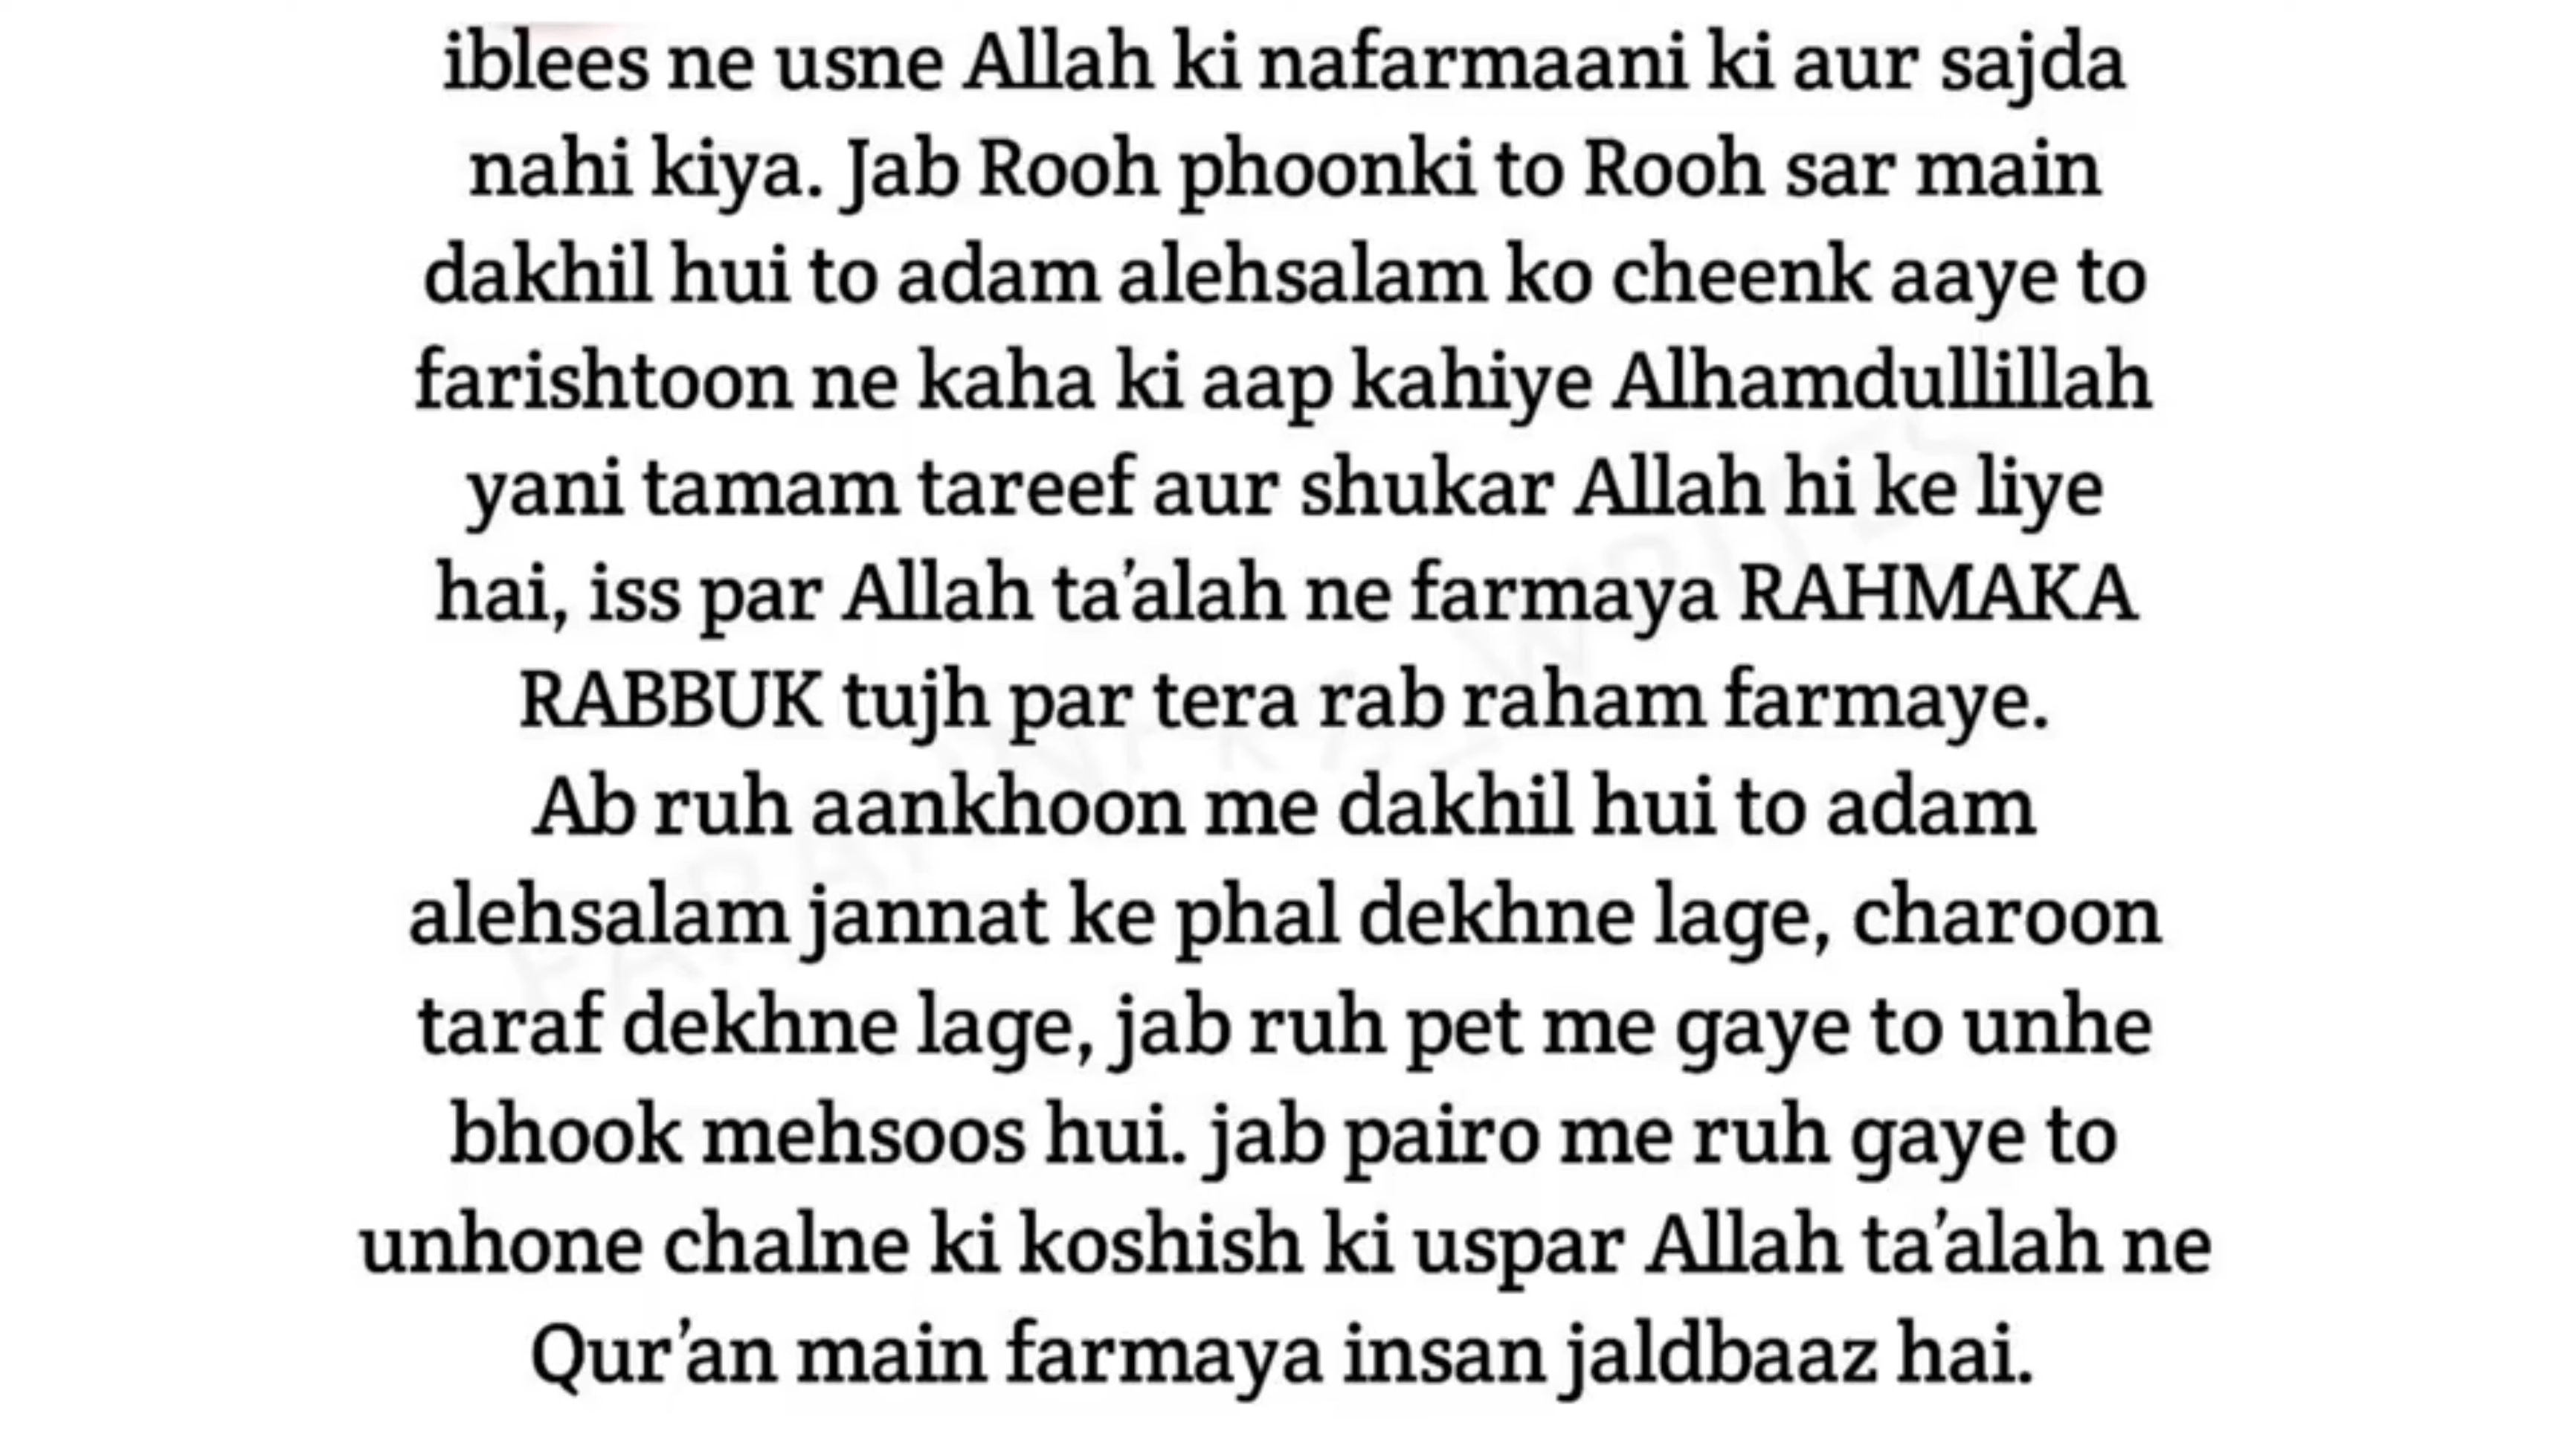 iblees ne usne Allah ki nafarmaani ki aur sajda
nahi kiya. Jab Rooh phoonki to Rooh sar main
dakhil hui to adam alehsalam ko cheenk aaye to
farishtoon ne kaha ki aap kahiye Alhamdullillah
yani tamam tareef aur shukar Allah hi ke liye
hai, iss par Allah ta’alah ne farmaya RAHMAKA
RABBUK tujh par tera rab raham farmaye.
Ab ruh aankhoon me dakhil hui to adam
alehsalam jannat ke phal dekhne lage, charoon
taraf dekhne lage, jab ruh pet me gaye to unhe
bhook mehsoos hui. jab pairo me ruh gaye to
unhone chalne ki koshish ki uspar Allah ta’alah ne
Qur’an main farmaya insan jaldbaaz hai.